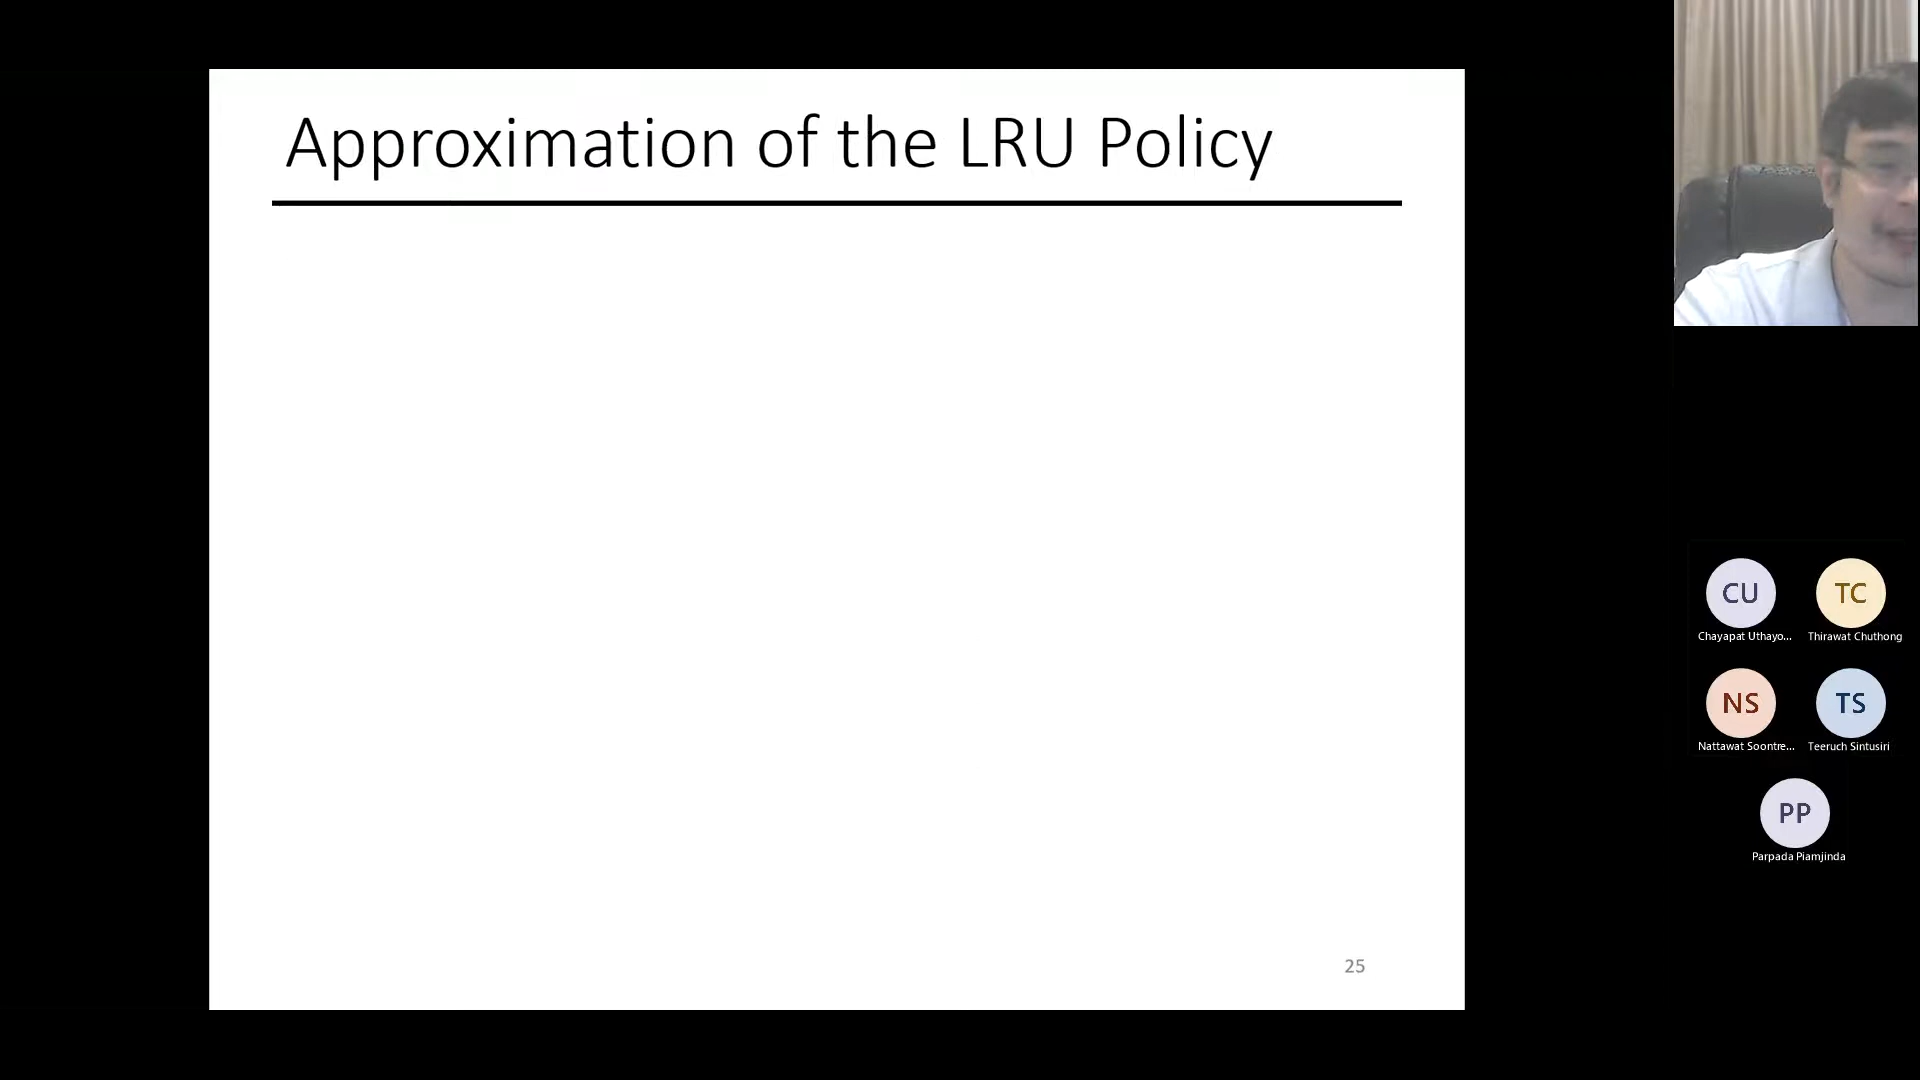 Approximation of the LRU Policy
25
CU
TC
Chayapat Uthayo...
Thirawat Chuthong
NS
TS
Nattawat Soontre...
Teeruch Sintusiri
PP
Parpada Piamjinda